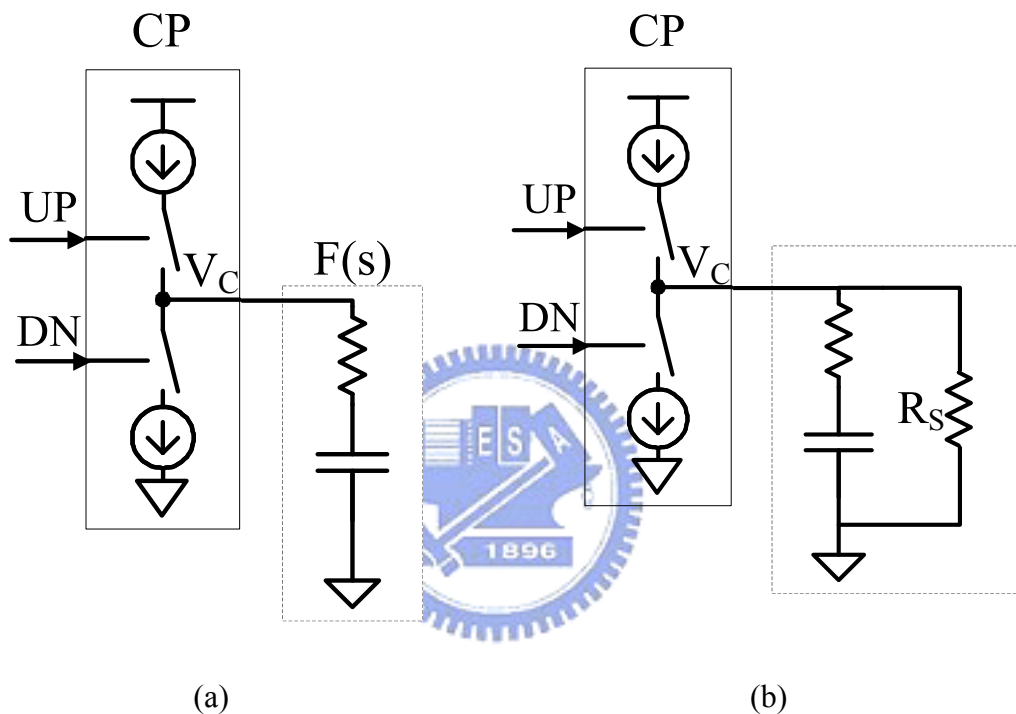 CP
UP
V_C
F(s)
DN
(a)
CP
UP
V_C
DN
R_S
(b)
E S A
1896